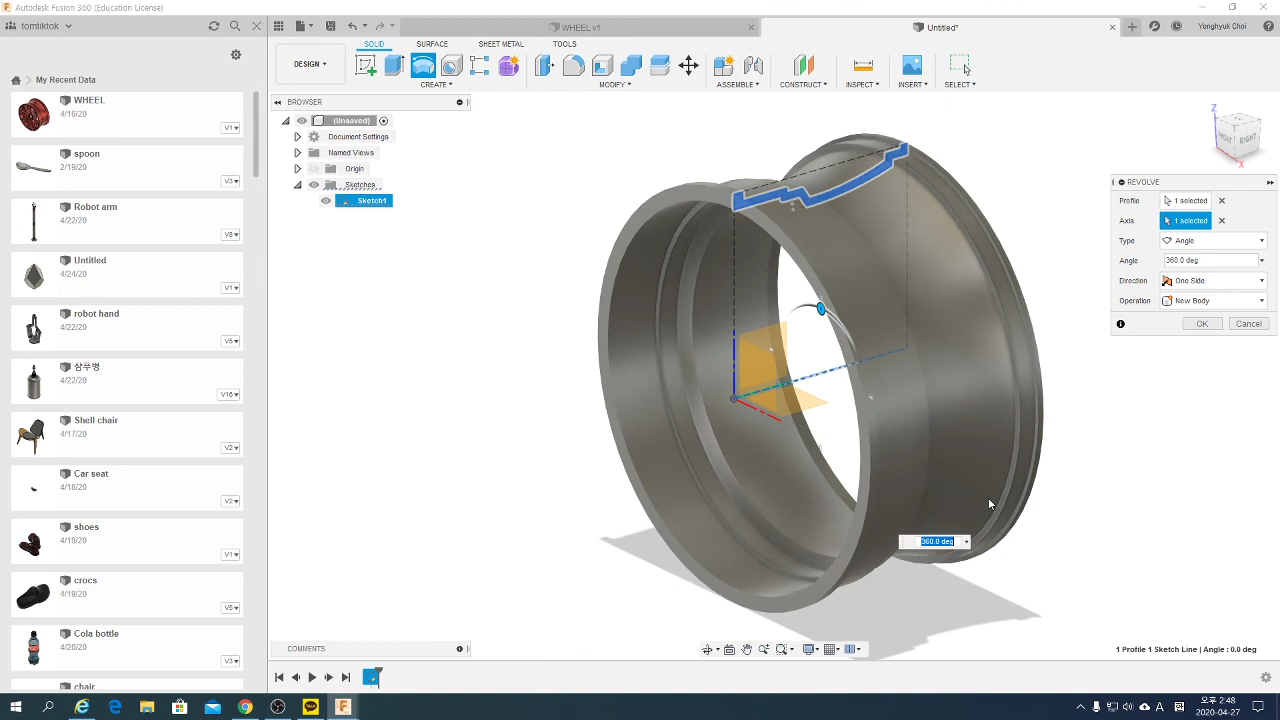 Autodesk Fusion 360 (Education License)
tomtiktok
WHEEL v1
Untitled*
Yonghyuk Choi
My Recent Data
WHEEL
4/16/20
V1
spoon
2/19/20
V3
Robot arm
4/22/20
V8
Untitled
4/24/20
V1
robot hand
4/22/20
V5
샴푸병
4/22/20
V16
Shell chair
4/17/20
V2
Car seat
4/18/20
V2
shoes
4/19/20
V1
crocs
4/19/20
V5
Cola bottle
4/20/20
V3
chair
DESIGN
SOLID
SURFACE
SHEET METAL
TOOLS
CREATE
MODIFY
ASSEMBLE
CONSTRUCT
INSPECT
INSERT
SELECT
BROWSER
(Unsaved)
Document Settings
Named Views
Origin
Sketches
Sketch1
Z
FRONT
RIGHT
X
REVOLVE
Profile
1 selected
Axis
1 selected
Type
Angle
Angle
360.0 deg
Direction
One Side
Operation
New Body
OK
Cancel
360.0 deg
COMMENTS
1 Profile 1 Sketch Line | Angle : 0.0 deg
TALK
A
오후 2:48
2020-04-27